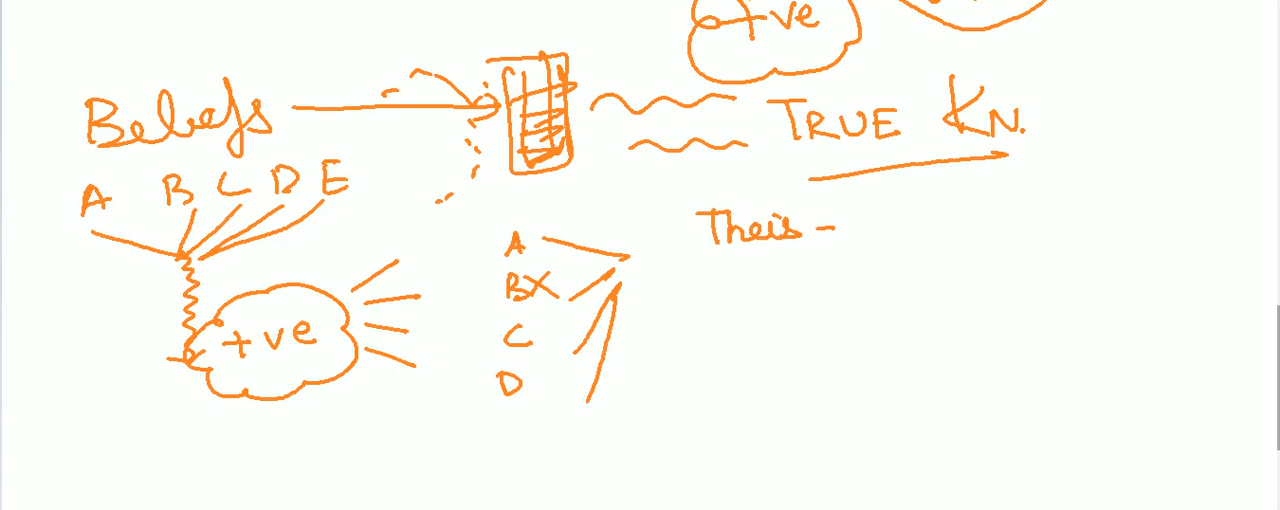 +ve
Beliefs TRUE KN.
A B C D E
Theis -
A
BX
+ve
C
D